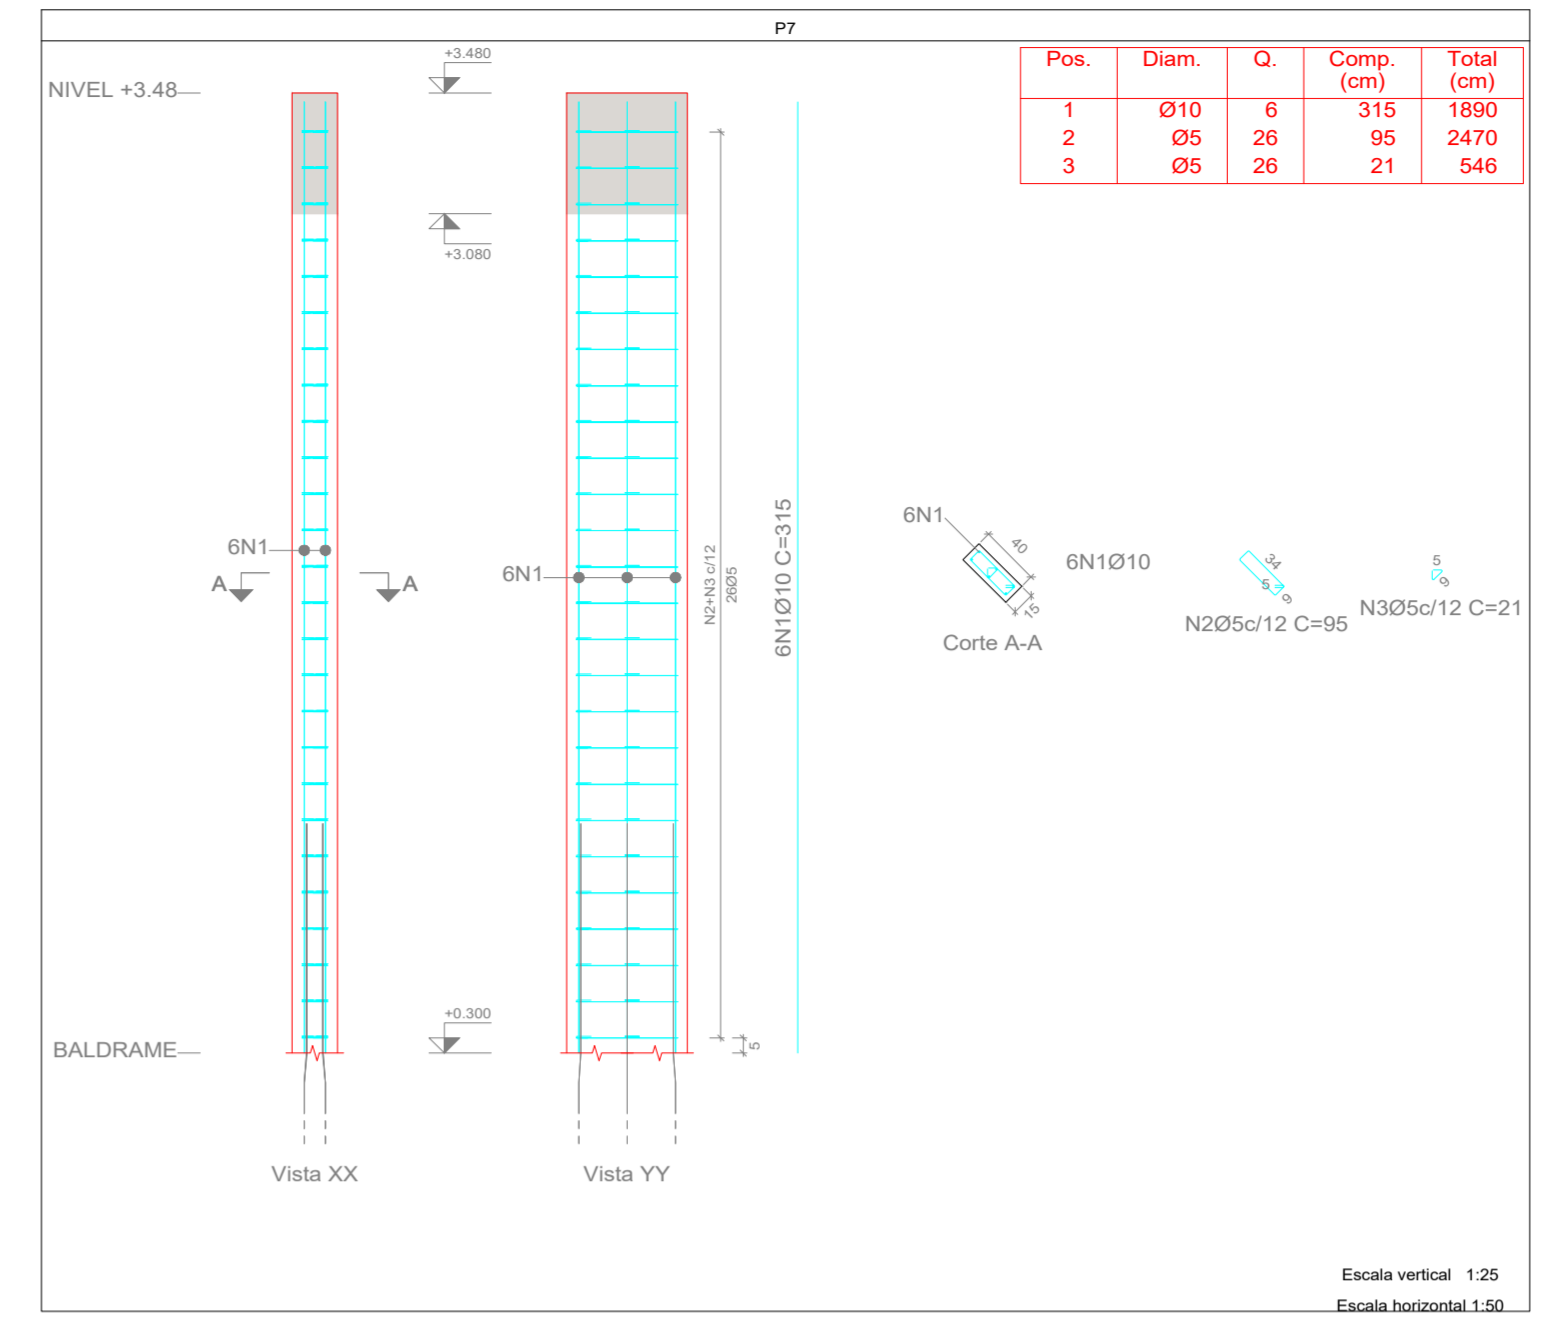 P7
Pos. Diam. Q. Comp. (cm) Total (cm)
1 Ø10 6 315 1890
2 Ø5 26 95 2470
3 Ø5 26 21 546
NIVEL +3.48
+3.480
+3.080
6N1
A A
6N1
N2+N3 c/12
26Ø5
6N1Ø10 C=315
6N1
40
15
6N1Ø10
Corte A-A
34
5
9
N2Ø5c/12 C=95
5
9
N3Ø5c/12 C=21
+0.300
BALDRAME
5
Vista XX
Vista YY
Escala vertical 1:25
Escala horizontal 1:50